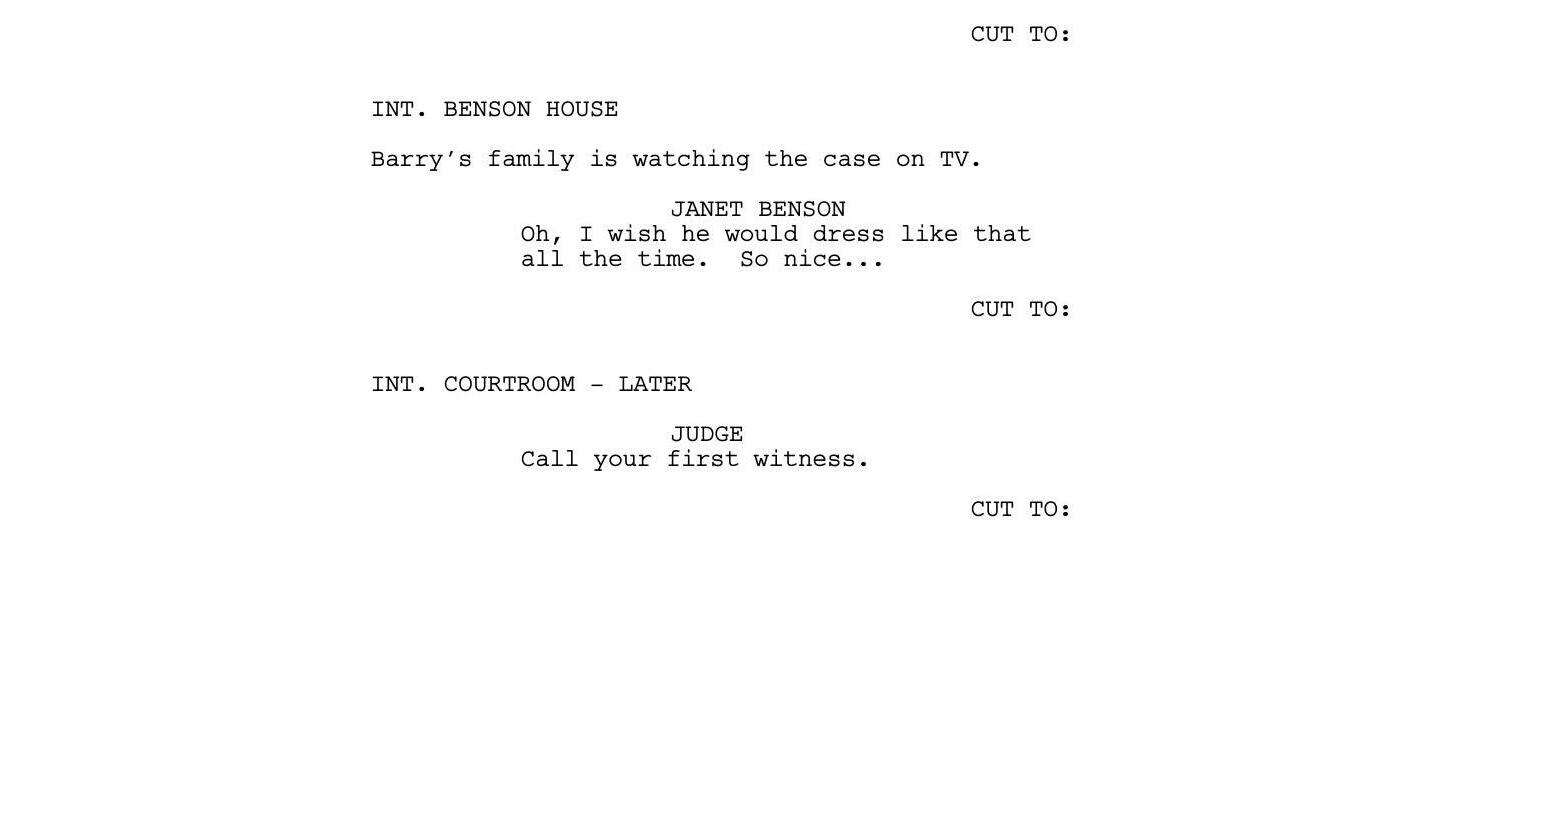 CUT TO:
INT. BENSON HOUSE
Barry’s family is watching the case on TV.
JANET BENSON
Oh, I wish he would dress like that
all the time.  So nice...
CUT TO:
INT. COURTROOM – LATER
JUDGE
Call your first witness.
CUT TO: